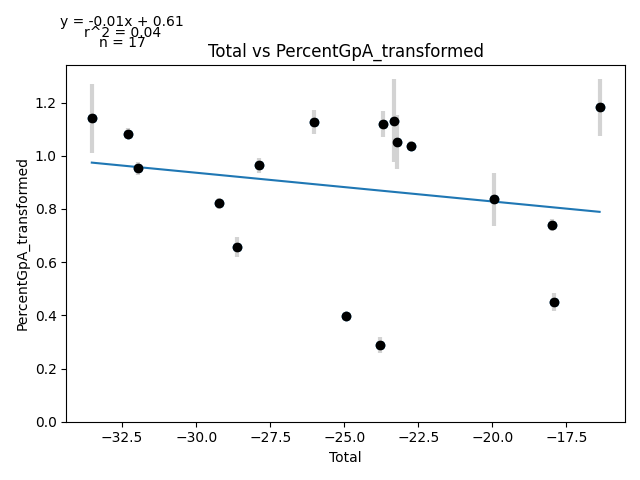 y = -0.01x + 0.61
r^2 = 0.04
n = 17
Total vs PercentGpA_transformed
PercentGpA_transformed
1.2
1.0
0.8
0.6
0.4
0.2
0.0
−32.5
−30.0
−27.5
−25.0
−22.5
−20.0
−17.5
Total